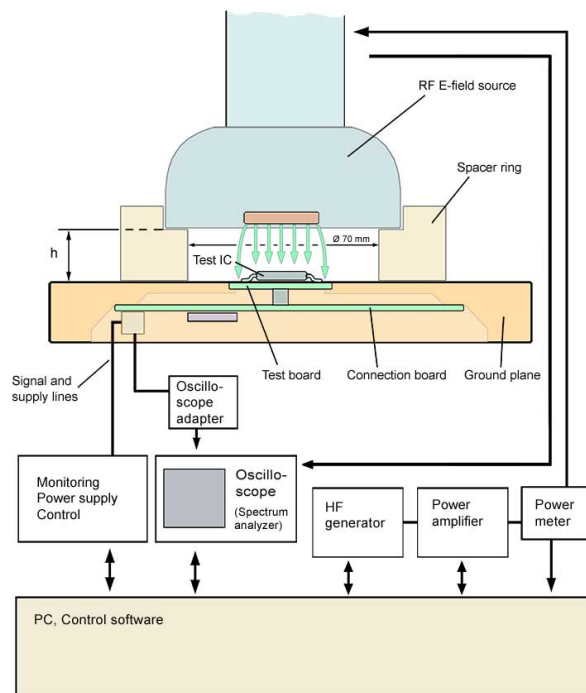 RF E-field source
Spacer ring
h
Ø 70 mm
Test IC
Signal and
supply lines
Test board
Connection board
Ground plane
Oscillo-
scope
adapter
Monitoring
Power supply
Control
Oscillo-
scope
(Spectrum
analyzer)
HF
generator
Power
amplifier
Power
meter
PC, Control software